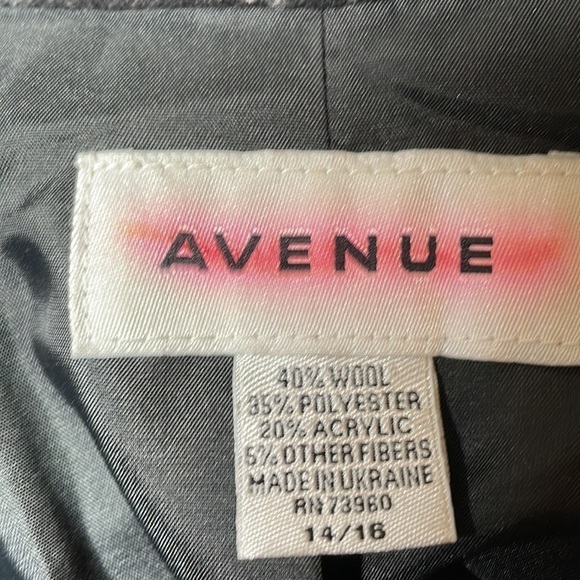 AVENUE
40% WOOL
35% POLYESTER
20% ACRYLIC
5% OTHER FIBERS
MADE IN UKRAINE
RN 73960
14/16